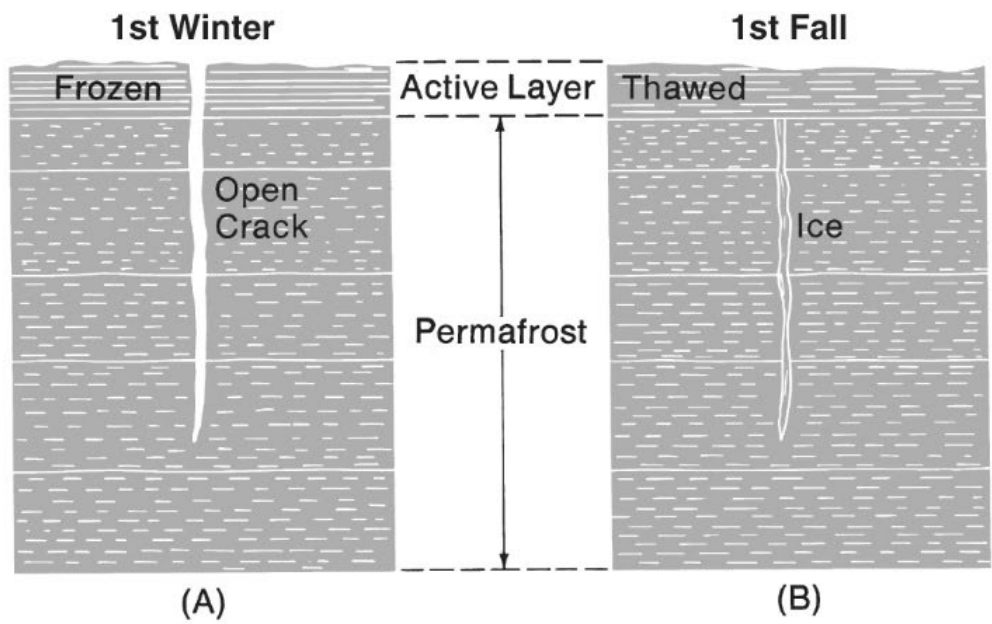 1st Winter
1st Fall
Frozen
Active Layer
Thawed
Open
Crack
Ice
Permafrost
(A)
(B)